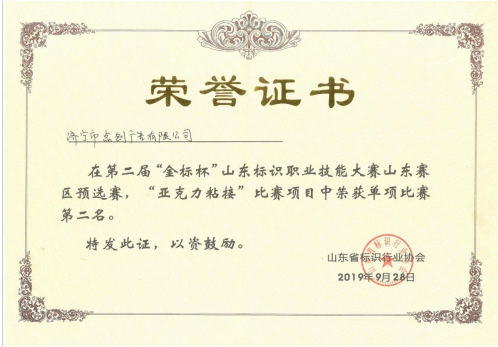 荣誉证书
济宁市志创广告有限公司
在第二届“金标杯”山东标识职业技能大赛山东赛
区预选赛，“亚克力粘接”比赛项目中荣获单项比赛
第二名。
特发此证，以资鼓励。
山东省标识行业协会
2019年9月28日